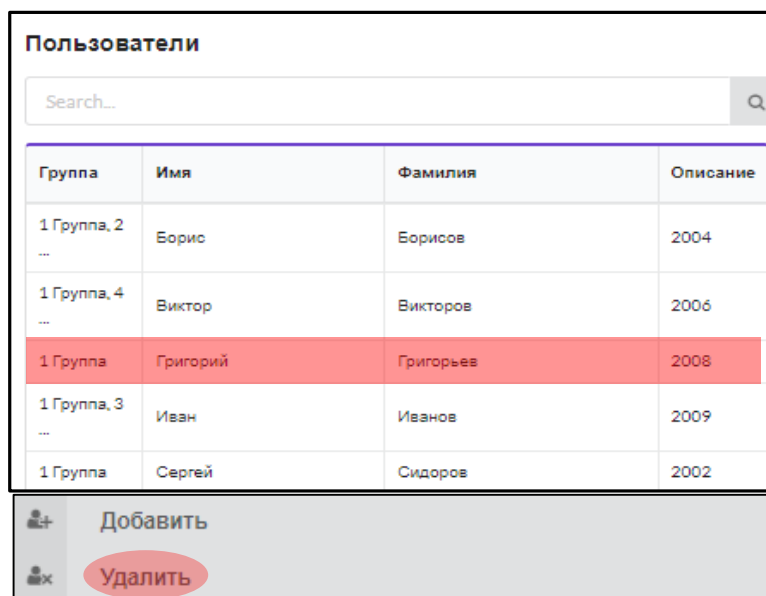 Пользователи
Search...
Группа Имя Фамилия Описание
1 Группа, 2
... Борис Борисов 2004
1 Группа, 4
... Виктор Викторов 2006
1 Группа Григорий Григорьев 2008
1 Группа, 3
... Иван Иванов 2009
1 Группа Сергей Сидоров 2002
Добавить
Удалить